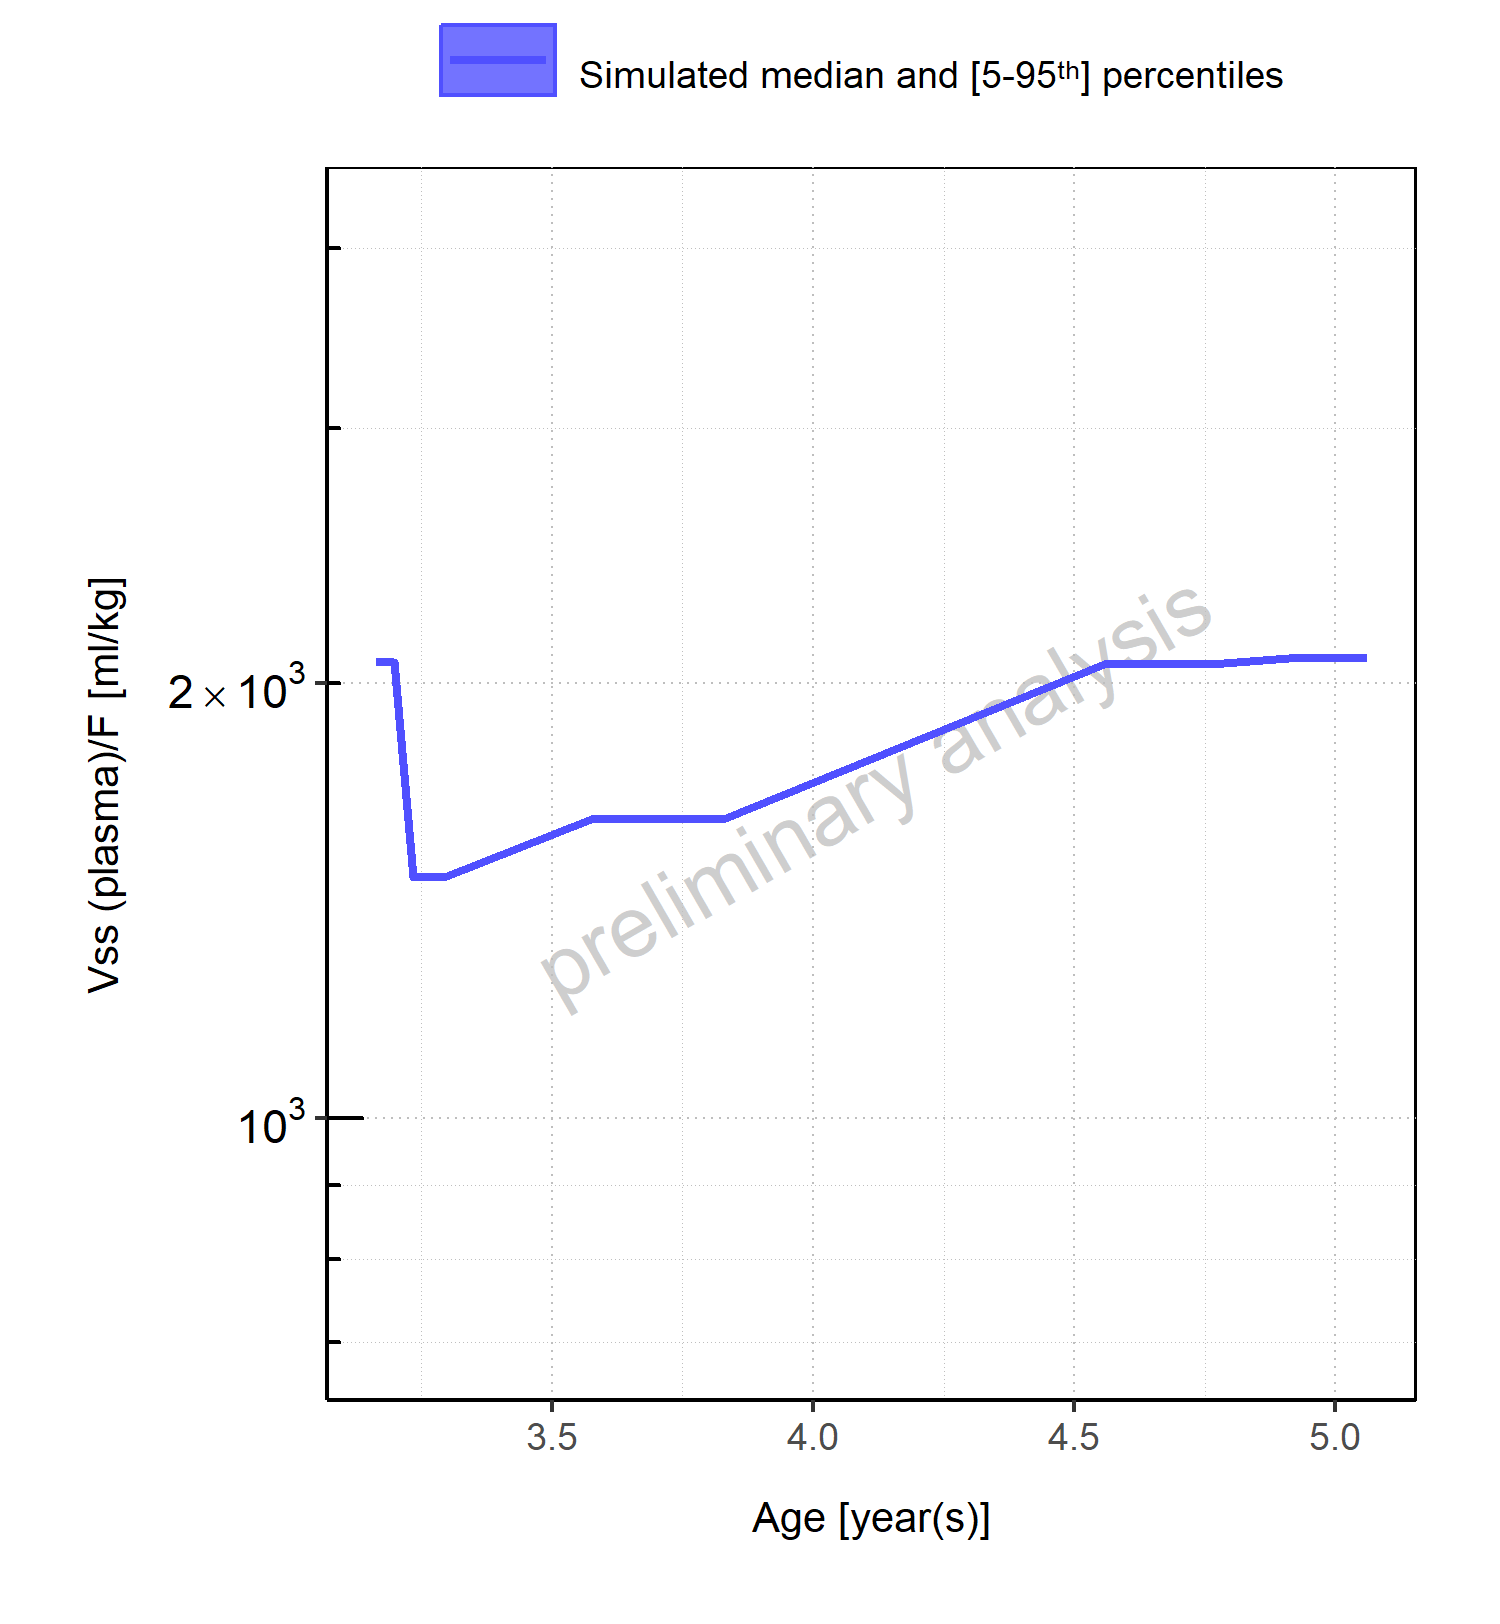 Simulated median and [5-95th] percentiles
Vss (plasma)/F [ml/kg]
2 × 10³
10³
preliminary analysis
3.5 4.0 4.5 5.0
Age [year(s)]